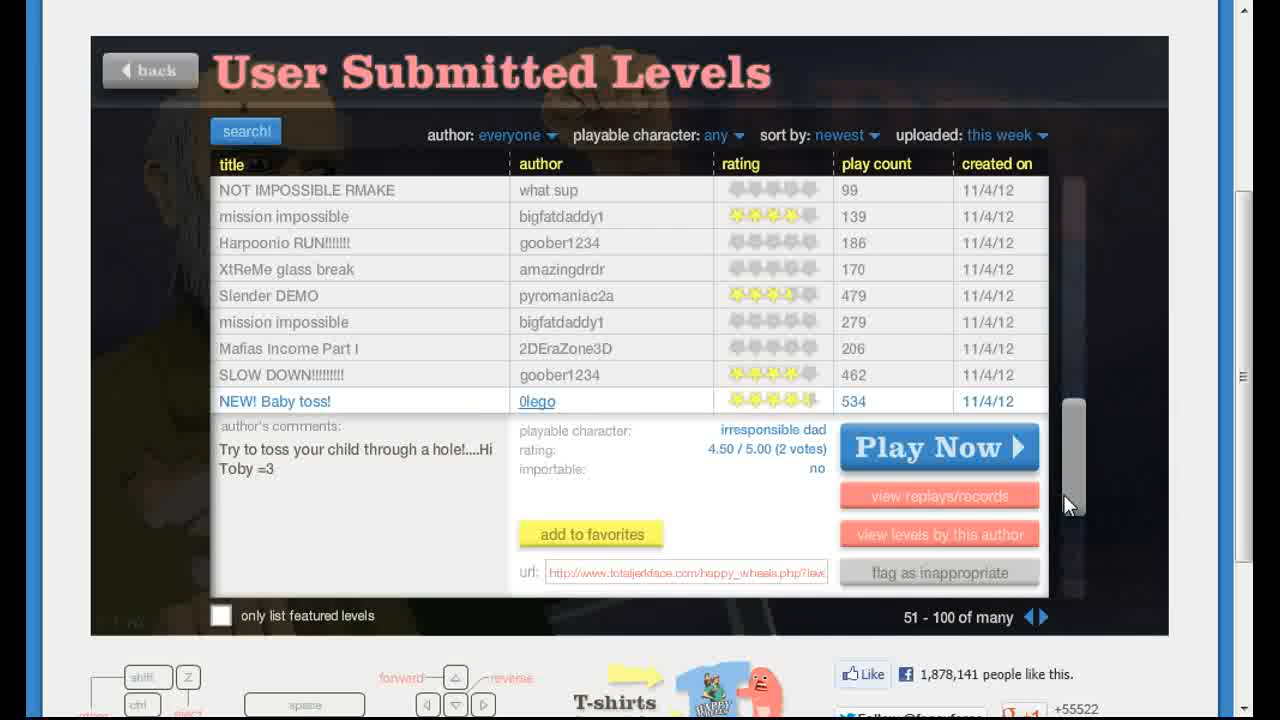 back
User Submitted Levels
search!
author: everyone playable character: any sort by: newest uploaded: this week
title author rating play count created on
NOT IMPOSSIBLE RMAKE what sup 99 11/4/12
mission impossible bigfatdaddy1 139 11/4/12
Harpoonio RUN!!!!!!! goober1234 186 11/4/12
XtReMe glass break amazingdrdr 170 11/4/12
Slender DEMO pyromaniac2a 479 11/4/12
mission impossible bigfatdaddy1 279 11/4/12
Mafias Income Part I 2DEraZone3D 206 11/4/12
SLOW DOWN!!!!!!!!! goober1234 462 11/4/12
NEW! Baby toss! 0lego 534 11/4/12
author's comments:
Try to toss your child through a hole!....Hi
Toby =3
playable character: irresponsible dad
rating: 4.50 / 5.00 (2 votes)
importable: no
Play Now
view replays/records
view levels by this author
add to favorites
url: http://www.totaljerkface.com/happy_wheels.php?leve
flag as inappropriate
only list featured levels
51 - 100 of many
shift Z
ctrl
space
forward reverse
T-shirts
HAPPY
Like 1,878,141 people like this.
+55522